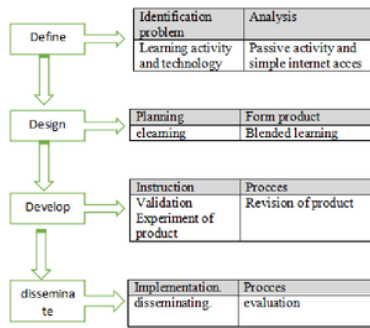 Define
Identification
problem
Analysis
Learning activity
and technology
Passive activity and
simple internet acces
Design
Planning
Form product
elearning
Blended learning
Develop
Instruction
Procces
Validation
Experiment of
product
Revision of product
dissemina
te
Implementation.
Procces
disseminating.
evaluation